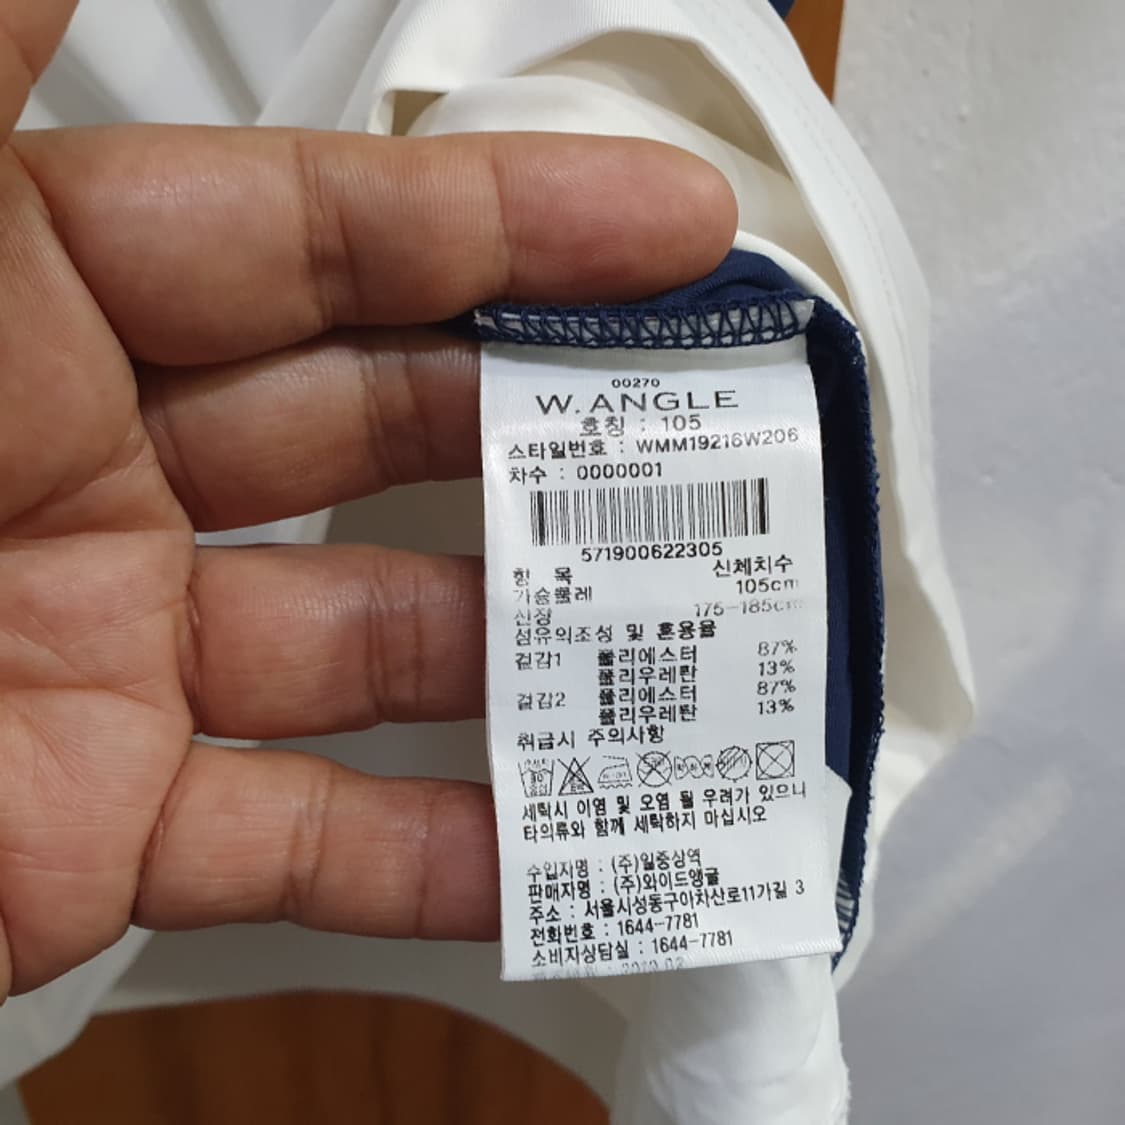 00270
W.ANGLE
호칭 : 105
스타일번호 : WMM19216W206
차수 : 0000001
571900622305
항 목 신체치수
가슴둘레 105cm
신장 175-185cm
섬유의조성 및 혼용율
겉감1 폴리에스터 87%
폴리우레탄 13%
겉감2 폴리에스터 87%
폴리우레탄 13%
취급시 주의사항
30
세탁시 이염 및 오염 될 우려가 있으니
타의류와 함께 세탁하지 마십시오
수입자명 : (주)일중상역
판매자명 : (주)와이드앵글
주소 : 서울시성동구아차산로11가길 3
전화번호 : 1644-7781
소비자상담실 : 1644-7781